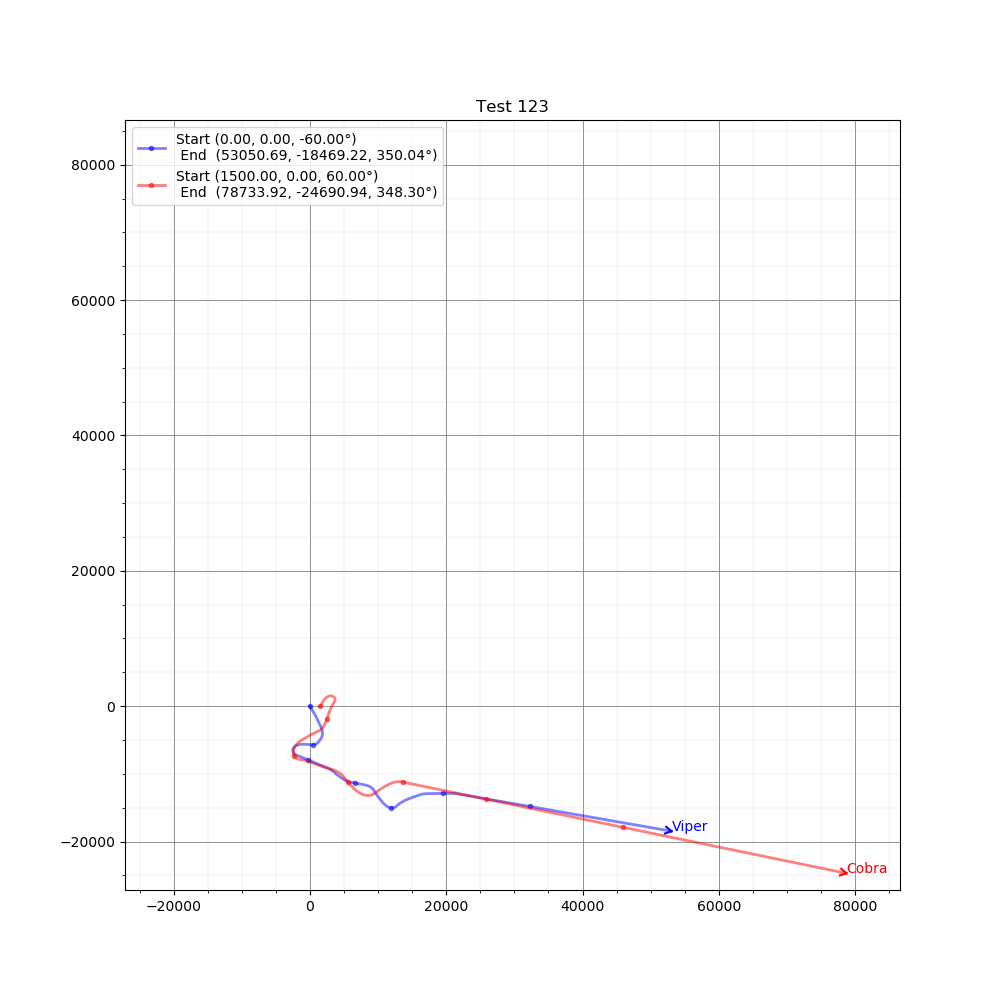 Test 123
Start (0.00, 0.00, -60.00°)
End  (53050.69, -18469.22, 350.04°)
Start (1500.00, 0.00, 60.00°)
End  (78733.92, -24690.94, 348.30°)
80000
60000
40000
20000
0
−20000
Viper
Cobra
−20000
0
20000
40000
60000
80000